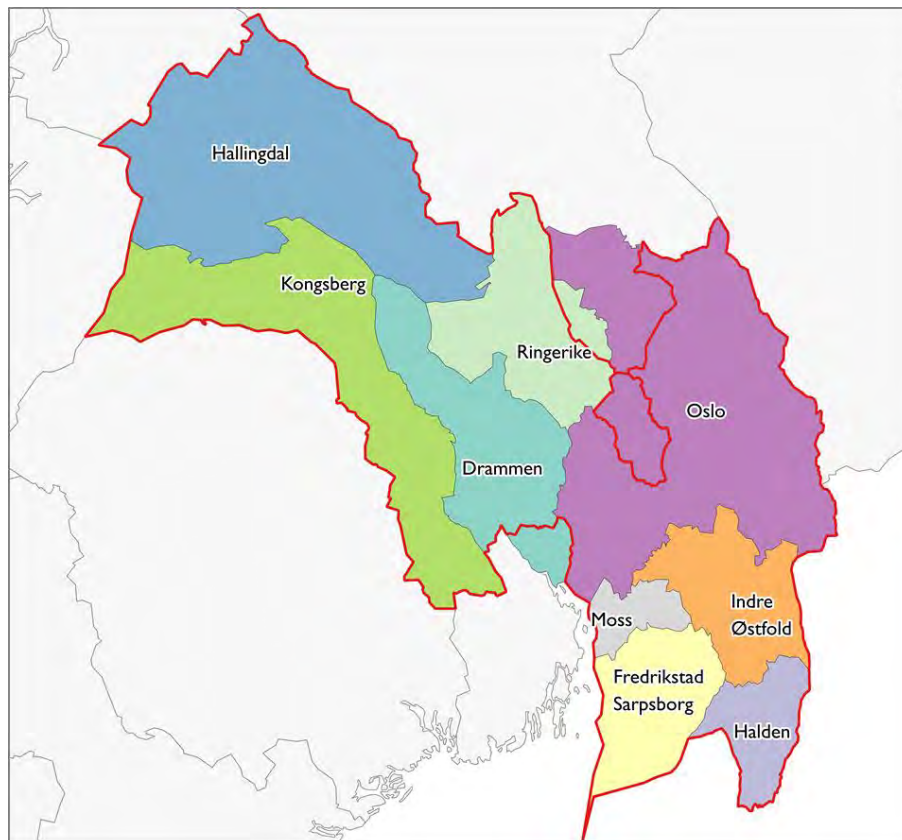 Hallingdal
Kongsberg
Ringerike
Oslo
Drammen
Indre
Østfold
Moss
Fredrikstad
Sarpsborg
Halden